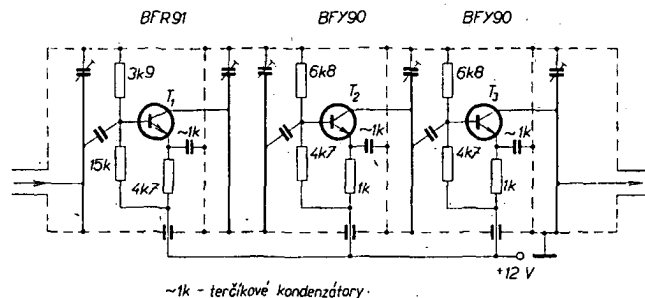 BFR91 BFY90 BFY90
3k9 6k8 6k8
T1 T2 T3
~1k ~1k ~1k
15k 4k7 4k7
4k7 1k 1k
+12 V
~1k - terčíkové kondenzátory.